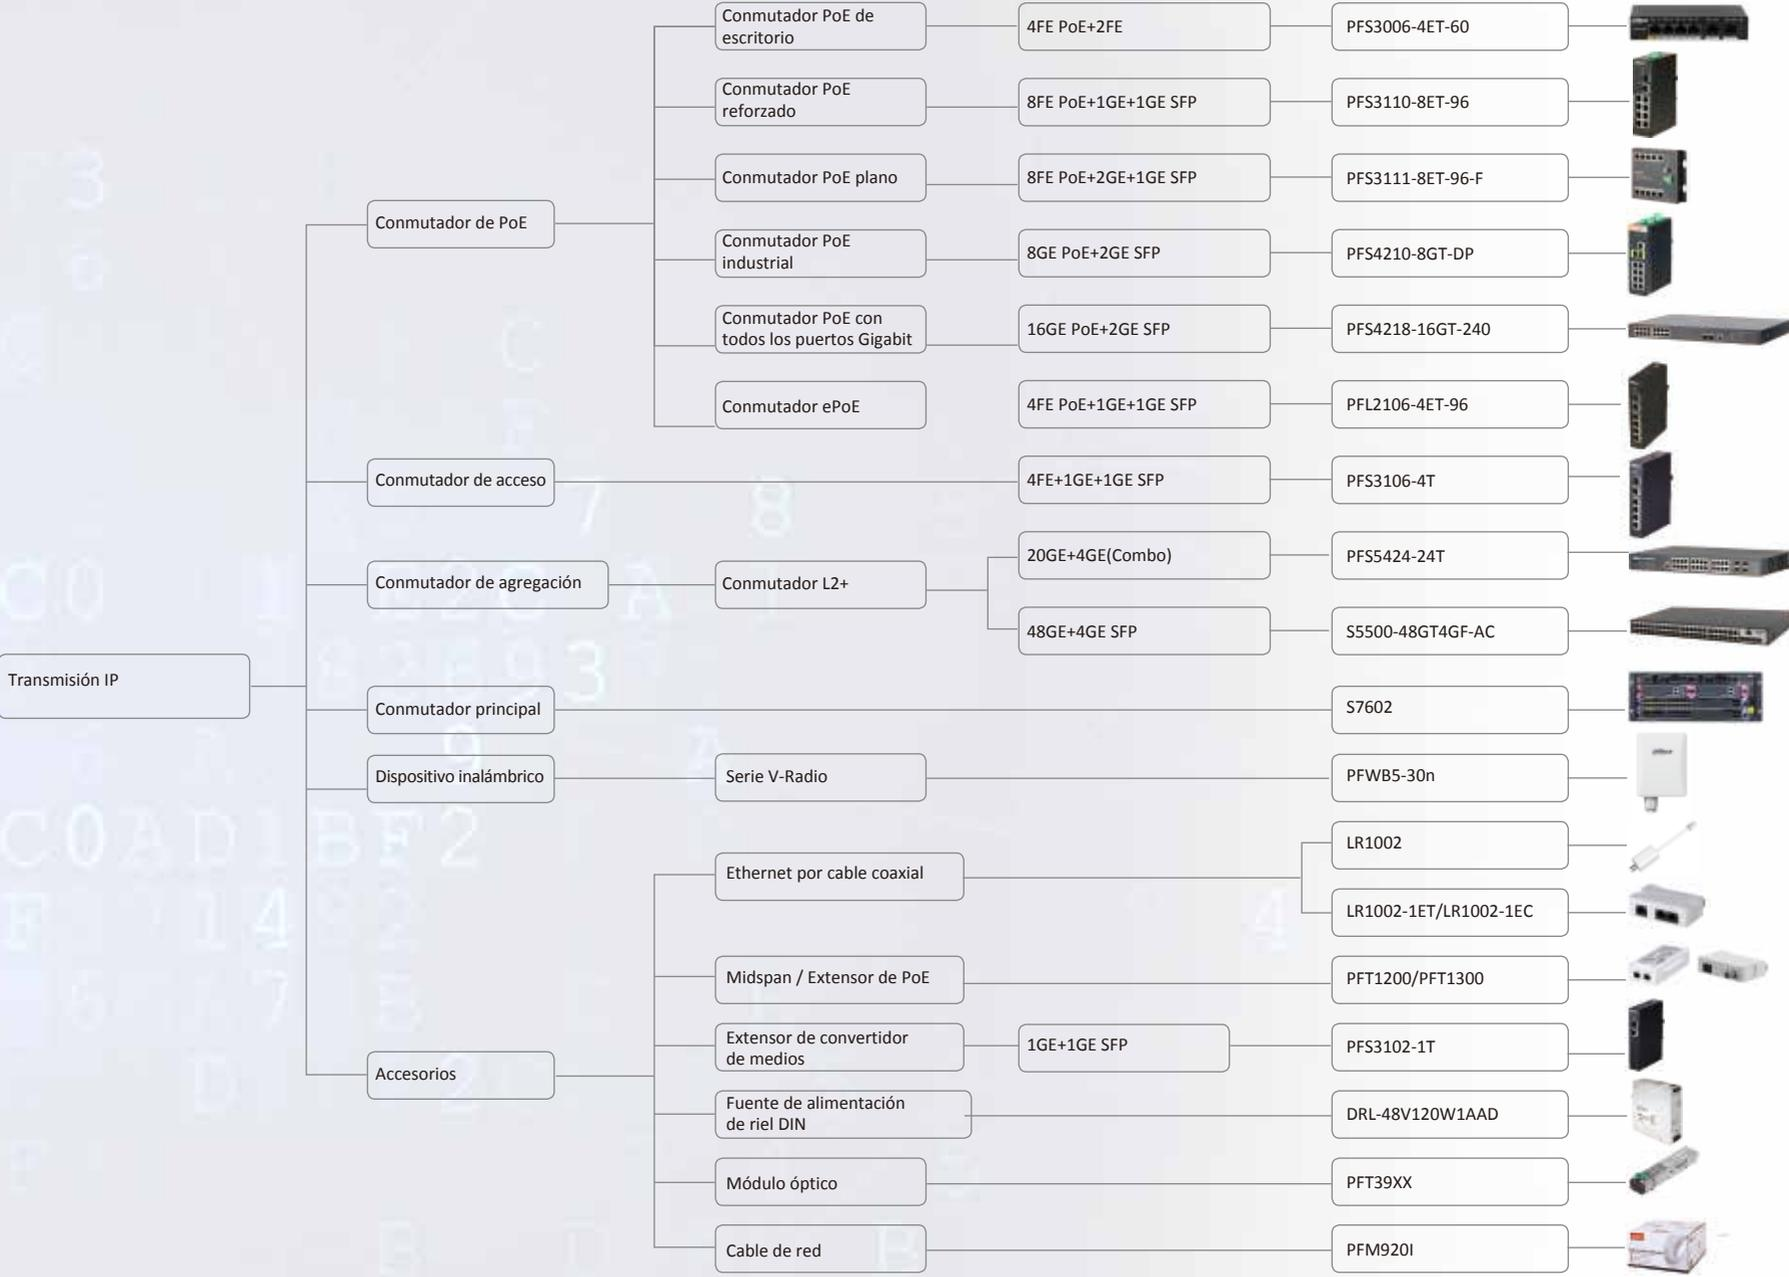 Conmutador PoE de
escritorio
4FE PoE+2FE
PFS3006-4ET-60
Conmutador PoE
reforzado
8FE PoE+1GE+1GE SFP
PFS3110-8ET-96
Conmutador PoE plano
8FE PoE+2GE+1GE SFP
PFS3111-8ET-96-F
Conmutador de PoE
Conmutador PoE
industrial
8GE PoE+2GE SFP
PFS4210-8GT-DP
Conmutador PoE con
todos los puertos Gigabit
16GE PoE+2GE SFP
PFS4218-16GT-240
Conmutador ePoE
4FE PoE+1GE+1GE SFP
PFL2106-4ET-96
Conmutador de acceso
4FE+1GE+1GE SFP
PFS3106-4T
Conmutador de agregación
Conmutador L2+
20GE+4GE(Combo)
PFS5424-24T
48GE+4GE SFP
S5500-48GT4GF-AC
Transmisión IP
Conmutador principal
S7602
Dispositivo inalámbrico
Serie V-Radio
PFWB5-30n
Ethernet por cable coaxial
LR1002
LR1002-1ET/LR1002-1EC
Midspan / Extensor de PoE
PFT1200/PFT1300
Extensor de convertidor
de medios
1GE+1GE SFP
PFS3102-1T
Accesorios
Fuente de alimentación
de riel DIN
DRL-48V120W1AAD
Módulo óptico
PFT39XX
Cable de red
PFM920I